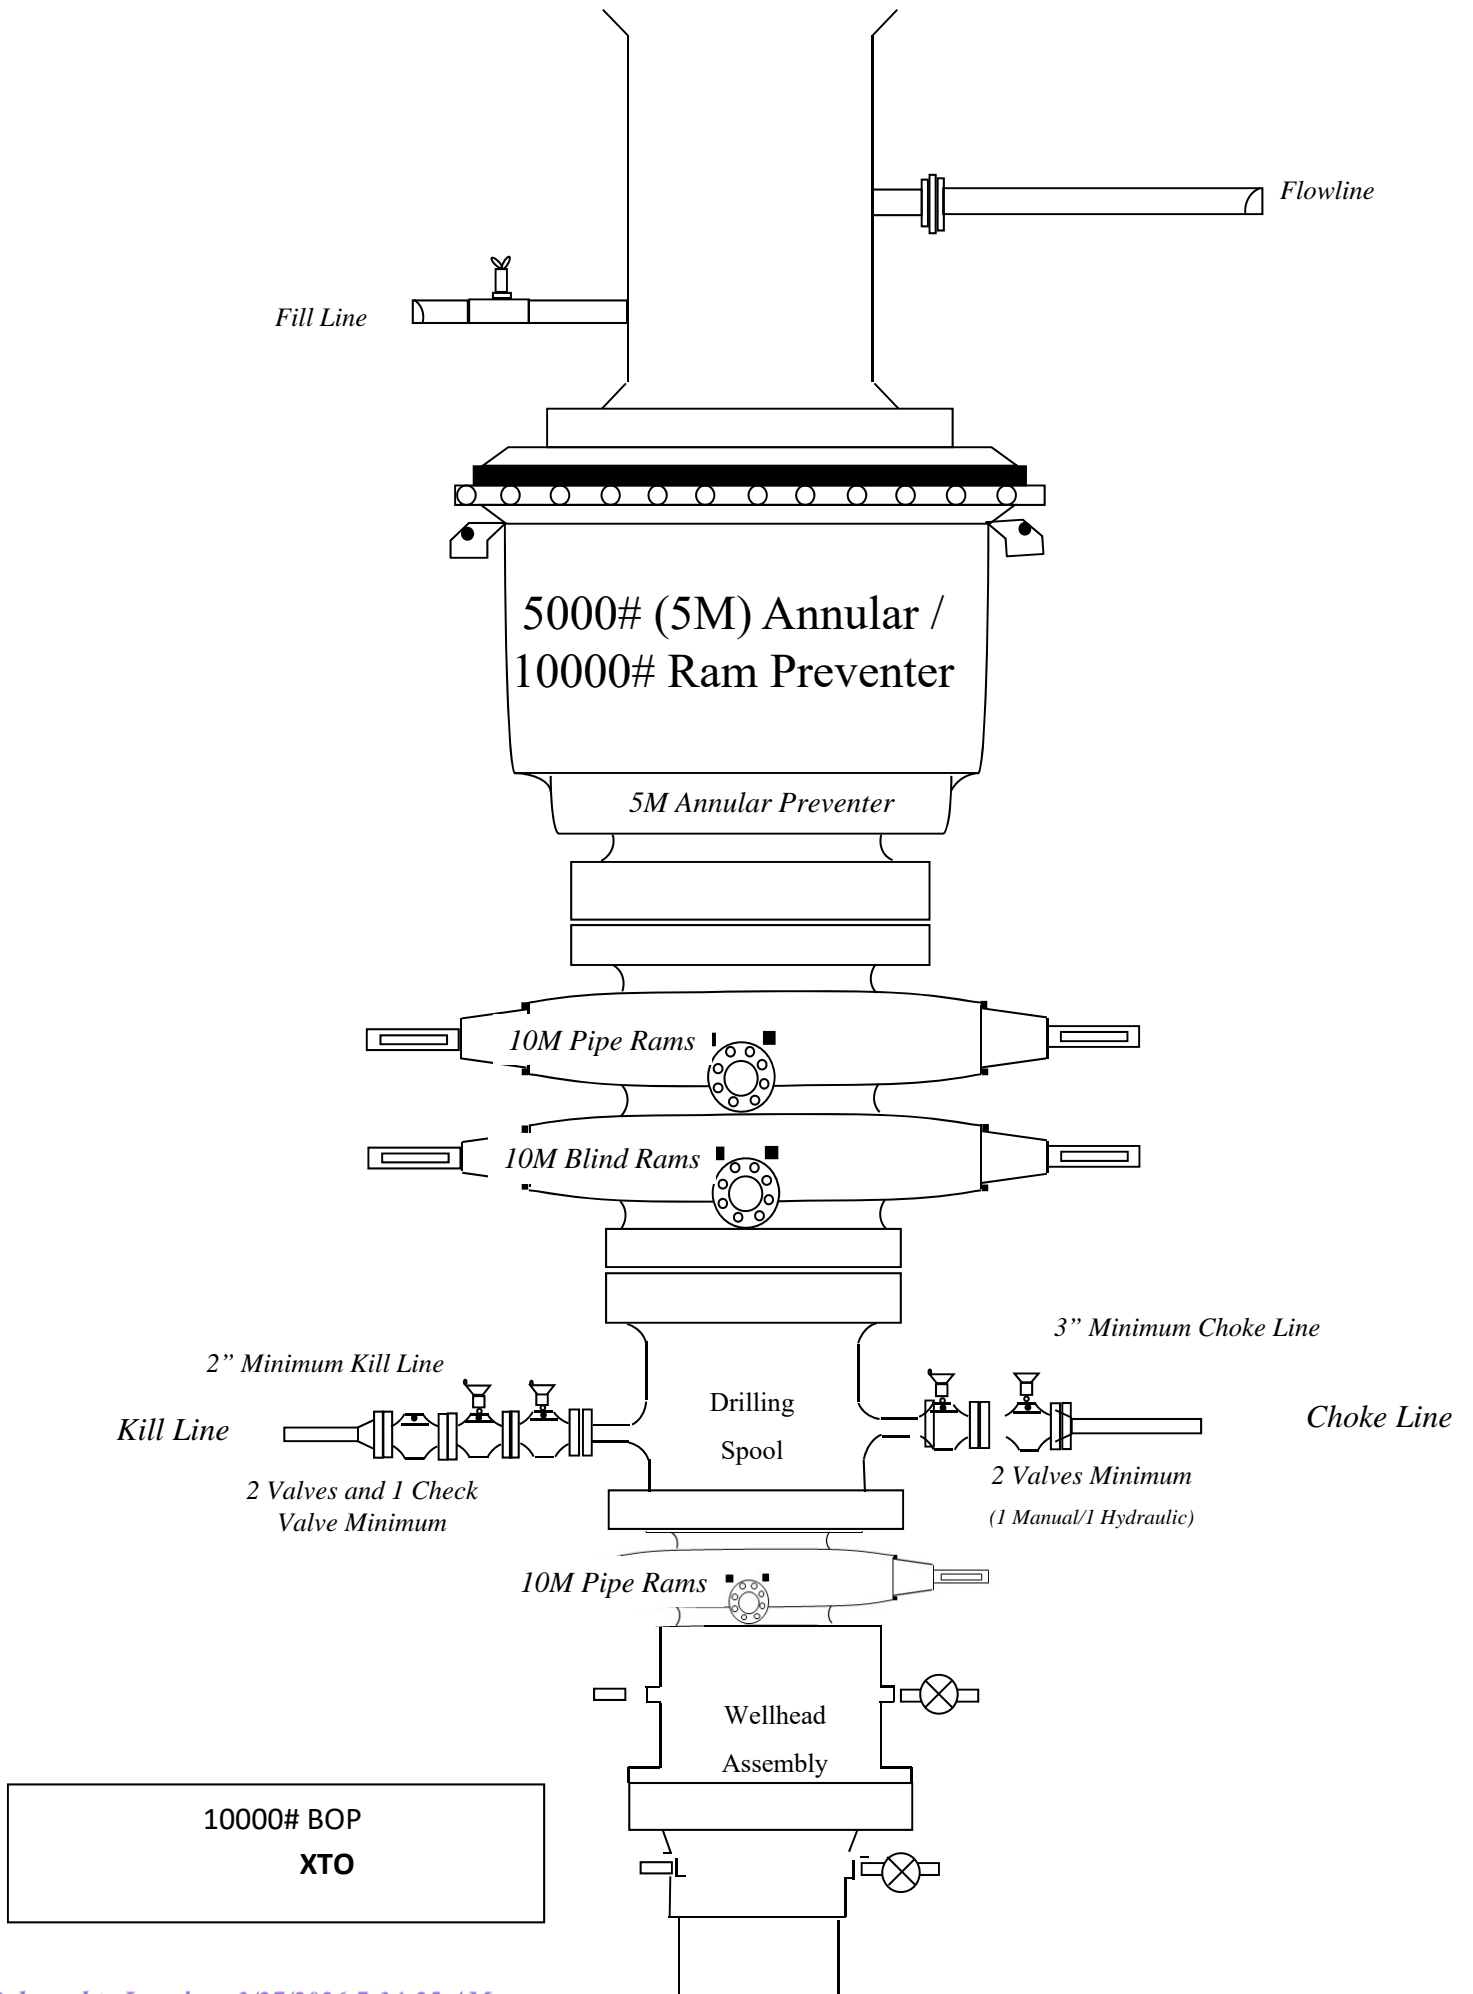 Flowline
Fill Line
5000# (5M) Annular /
10000# Ram Preventer
5M Annular Preventer
10M Pipe Rams
10M Blind Rams
3” Minimum Choke Line
2” Minimum Kill Line
Drilling
Spool
Kill Line
Choke Line
2 Valves and 1 Check
Valve Minimum
2 Valves Minimum
(1 Manual/1 Hydraulic)
10M Pipe Rams
Wellhead
Assembly
10000# BOP
XTO